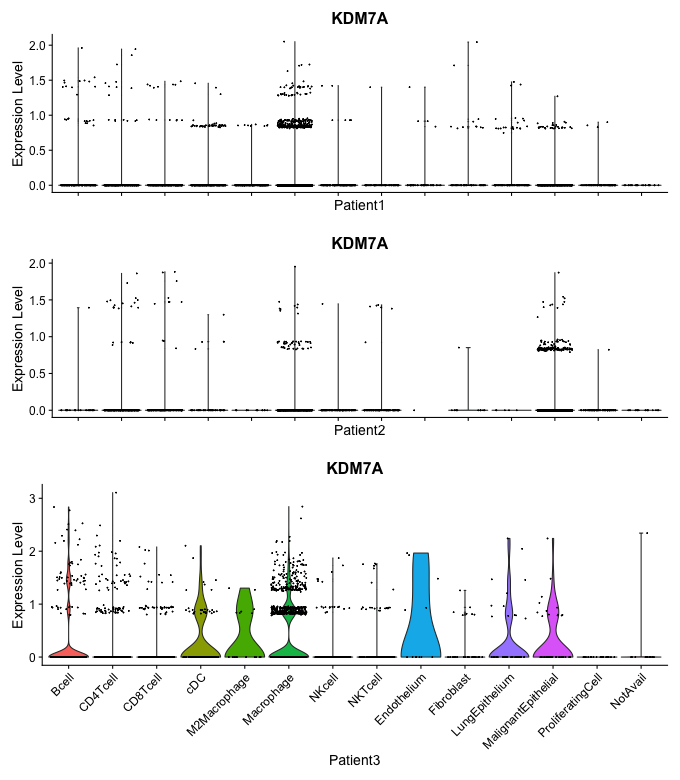 KDM7A
Expression Level
2.0
1.5
1.0
0.5
0.0
Patient1
KDM7A
Expression Level
2.0
1.5
1.0
0.5
0.0
Patient2
KDM7A
Expression Level
3
2
1
0
Bcell
CD4Tcell
CD8Tcell
cDC
M2Macrophage
Macrophage
NKcell
NKTcell
Endothelium
Fibroblast
LungEpithelium
MalignantEpithelial
ProliferatingCell
NotAvail
Patient3